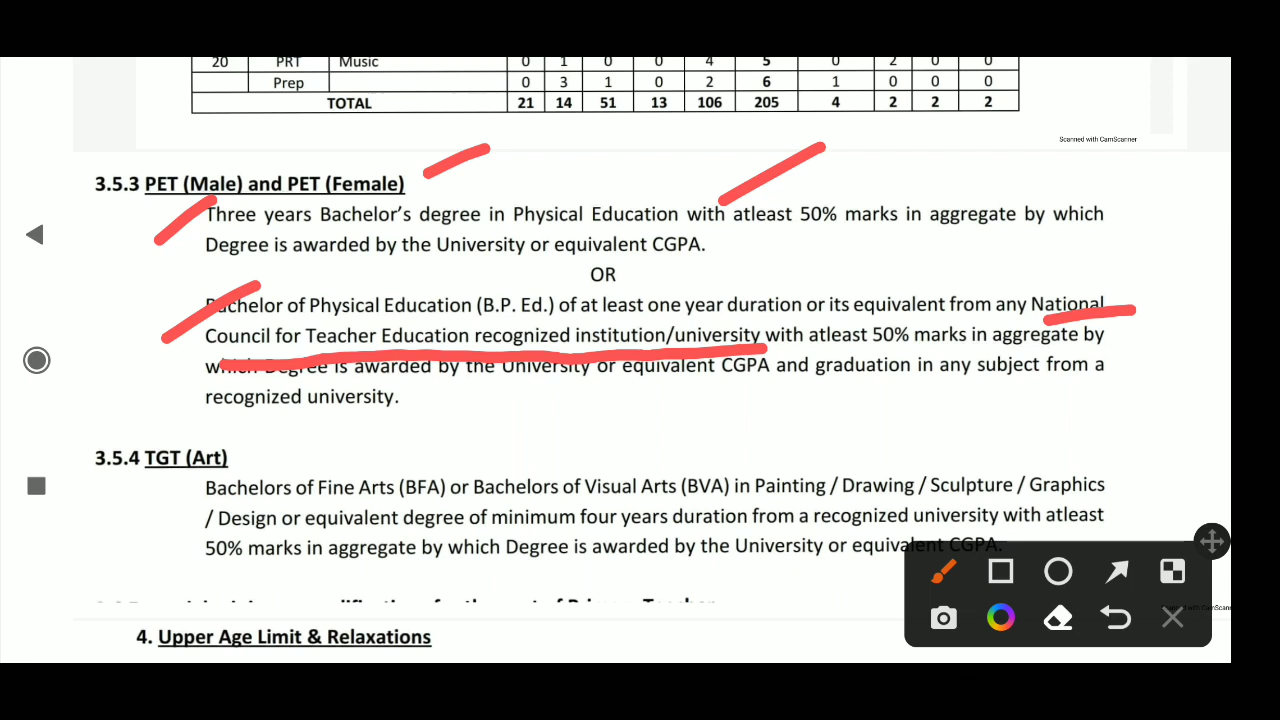 20 PRT Music 0 1 0 0 4 5 0 2 0 0
Prep 0 3 1 0 2 6 1 0 0 0
TOTAL 21 14 51 13 106 205 4 2 2 2
Scanned with CamScanner
3.5.3 PET (Male) and PET (Female)
Three years Bachelor's degree in Physical Education with atleast 50% marks in aggregate by which
Degree is awarded by the University or equivalent CGPA.
OR
Bachelor of Physical Education (B.P. Ed.) of at least one year duration or its equivalent from any National
Council for Teacher Education recognized institution/university with atleast 50% marks in aggregate by
which Degree is awarded by the University or equivalent CGPA and graduation in any subject from a
recognized university.
3.5.4 TGT (Art)
Bachelors of Fine Arts (BFA) or Bachelors of Visual Arts (BVA) in Painting / Drawing / Sculpture / Graphics
/ Design or equivalent degree of minimum four years duration from a recognized university with atleast
50% marks in aggregate by which Degree is awarded by the University or equivalent CGPA.
4. Upper Age Limit & Relaxations